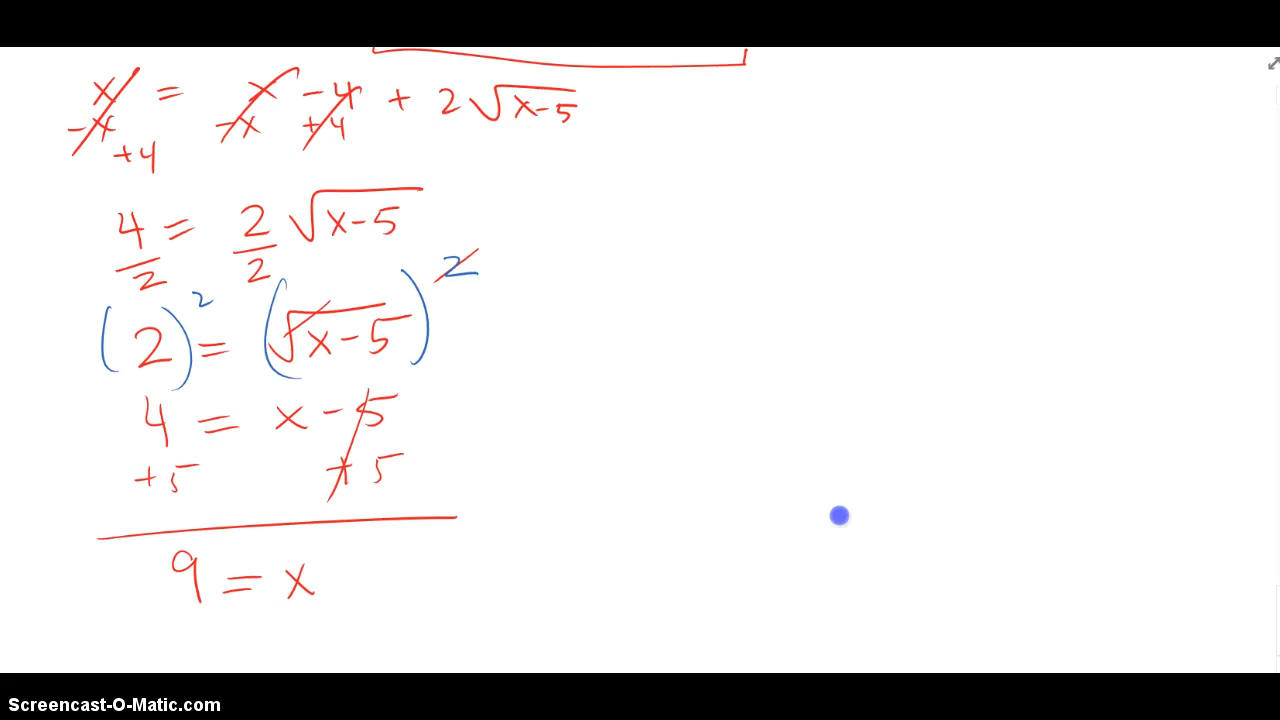 x = x - 4 + 2√x-5
-x +4 -x +4
4 = 2 √x-5
2 2
(2)² = (√x-5)²
4 = x - 5
+5 +5
9 = x
Screencast-O-Matic.com